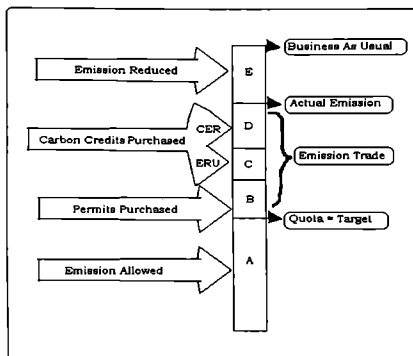 Business As Usual
Emission Reduced
E
Actual Emission
CER
D
Carbon Credits Purchased
Emission Trade
ERU
C
Permits Purchased
B
Quota = Target
Emission Allowed
A